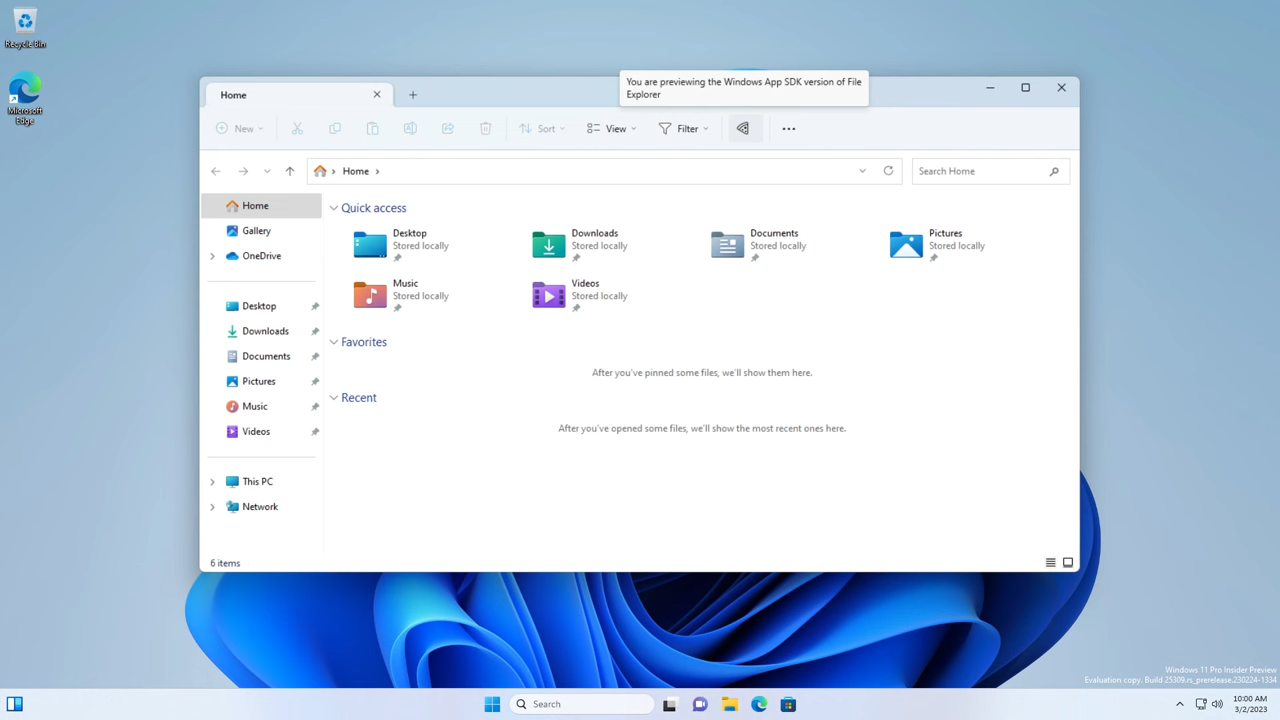 Recycle Bin
Microsoft
Edge
You are previewing the Windows App SDK version of File
Explorer
Home
New
Sort
View
Filter
Home
Search Home
Home
Gallery
OneDrive
Desktop
Downloads
Documents
Pictures
Music
Videos
This PC
Network
Quick access
Desktop
Stored locally
Downloads
Stored locally
Documents
Stored locally
Pictures
Stored locally
Music
Stored locally
Videos
Stored locally
Favorites
After you've pinned some files, we'll show them here.
Recent
After you've opened some files, we'll show the most recent ones here.
6 items
Windows 11 Pro Insider Preview
Evaluation copy. Build 25309.rs_prerelease.230224-1334
Search
10:00 AM
3/2/2023